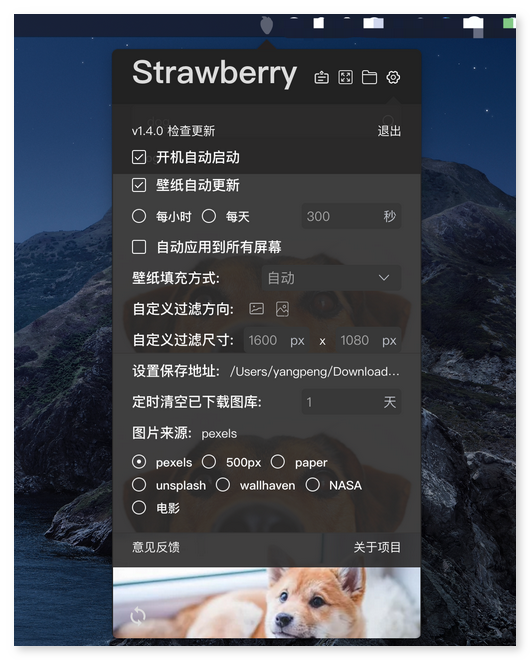 Strawberry
v1.4.0 检查更新 退出
开机自动启动
壁纸自动更新
每小时 每天 300 秒
自动应用到所有屏幕
壁纸填充方式: 自动
自定义过滤方向:
自定义过滤尺寸: 1600 px x 1080 px
设置保存地址: /Users/yangpeng/Download...
定时清空已下载图库: 1 天
图片来源: pexels
pexels 500px paper
unsplash wallhaven NASA
电影
意见反馈 关于项目